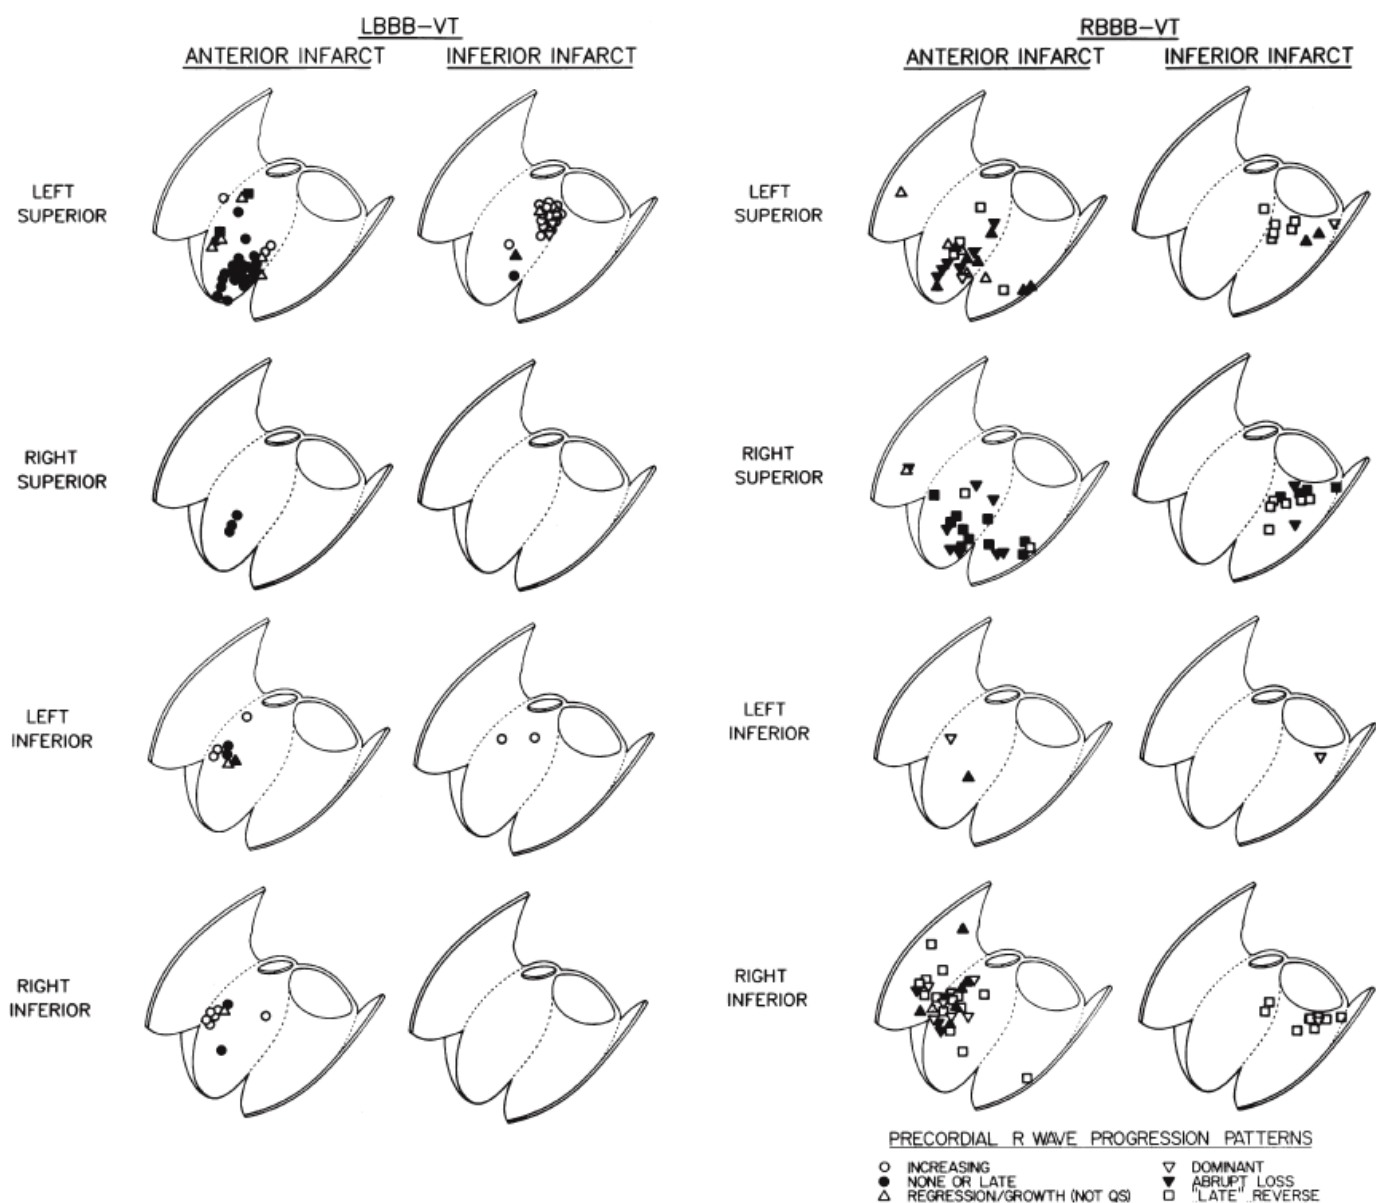 LBBB-VT
ANTERIOR INFARCT
INFERIOR INFARCT
RBBB-VT
ANTERIOR INFARCT
INFERIOR INFARCT
LEFT
SUPERIOR
LEFT
SUPERIOR
RIGHT
SUPERIOR
RIGHT
SUPERIOR
LEFT
INFERIOR
LEFT
INFERIOR
RIGHT
INFERIOR
RIGHT
INFERIOR
PRECORDIAL R WAVE PROGRESSION PATTERNS
○ INCREASING
● NONE OR LATE
△ REGRESSION/GROWTH (NOT QS)
▽ DOMINANT
▼ ABRUPT LOSS
□ "LATE" REVERSE